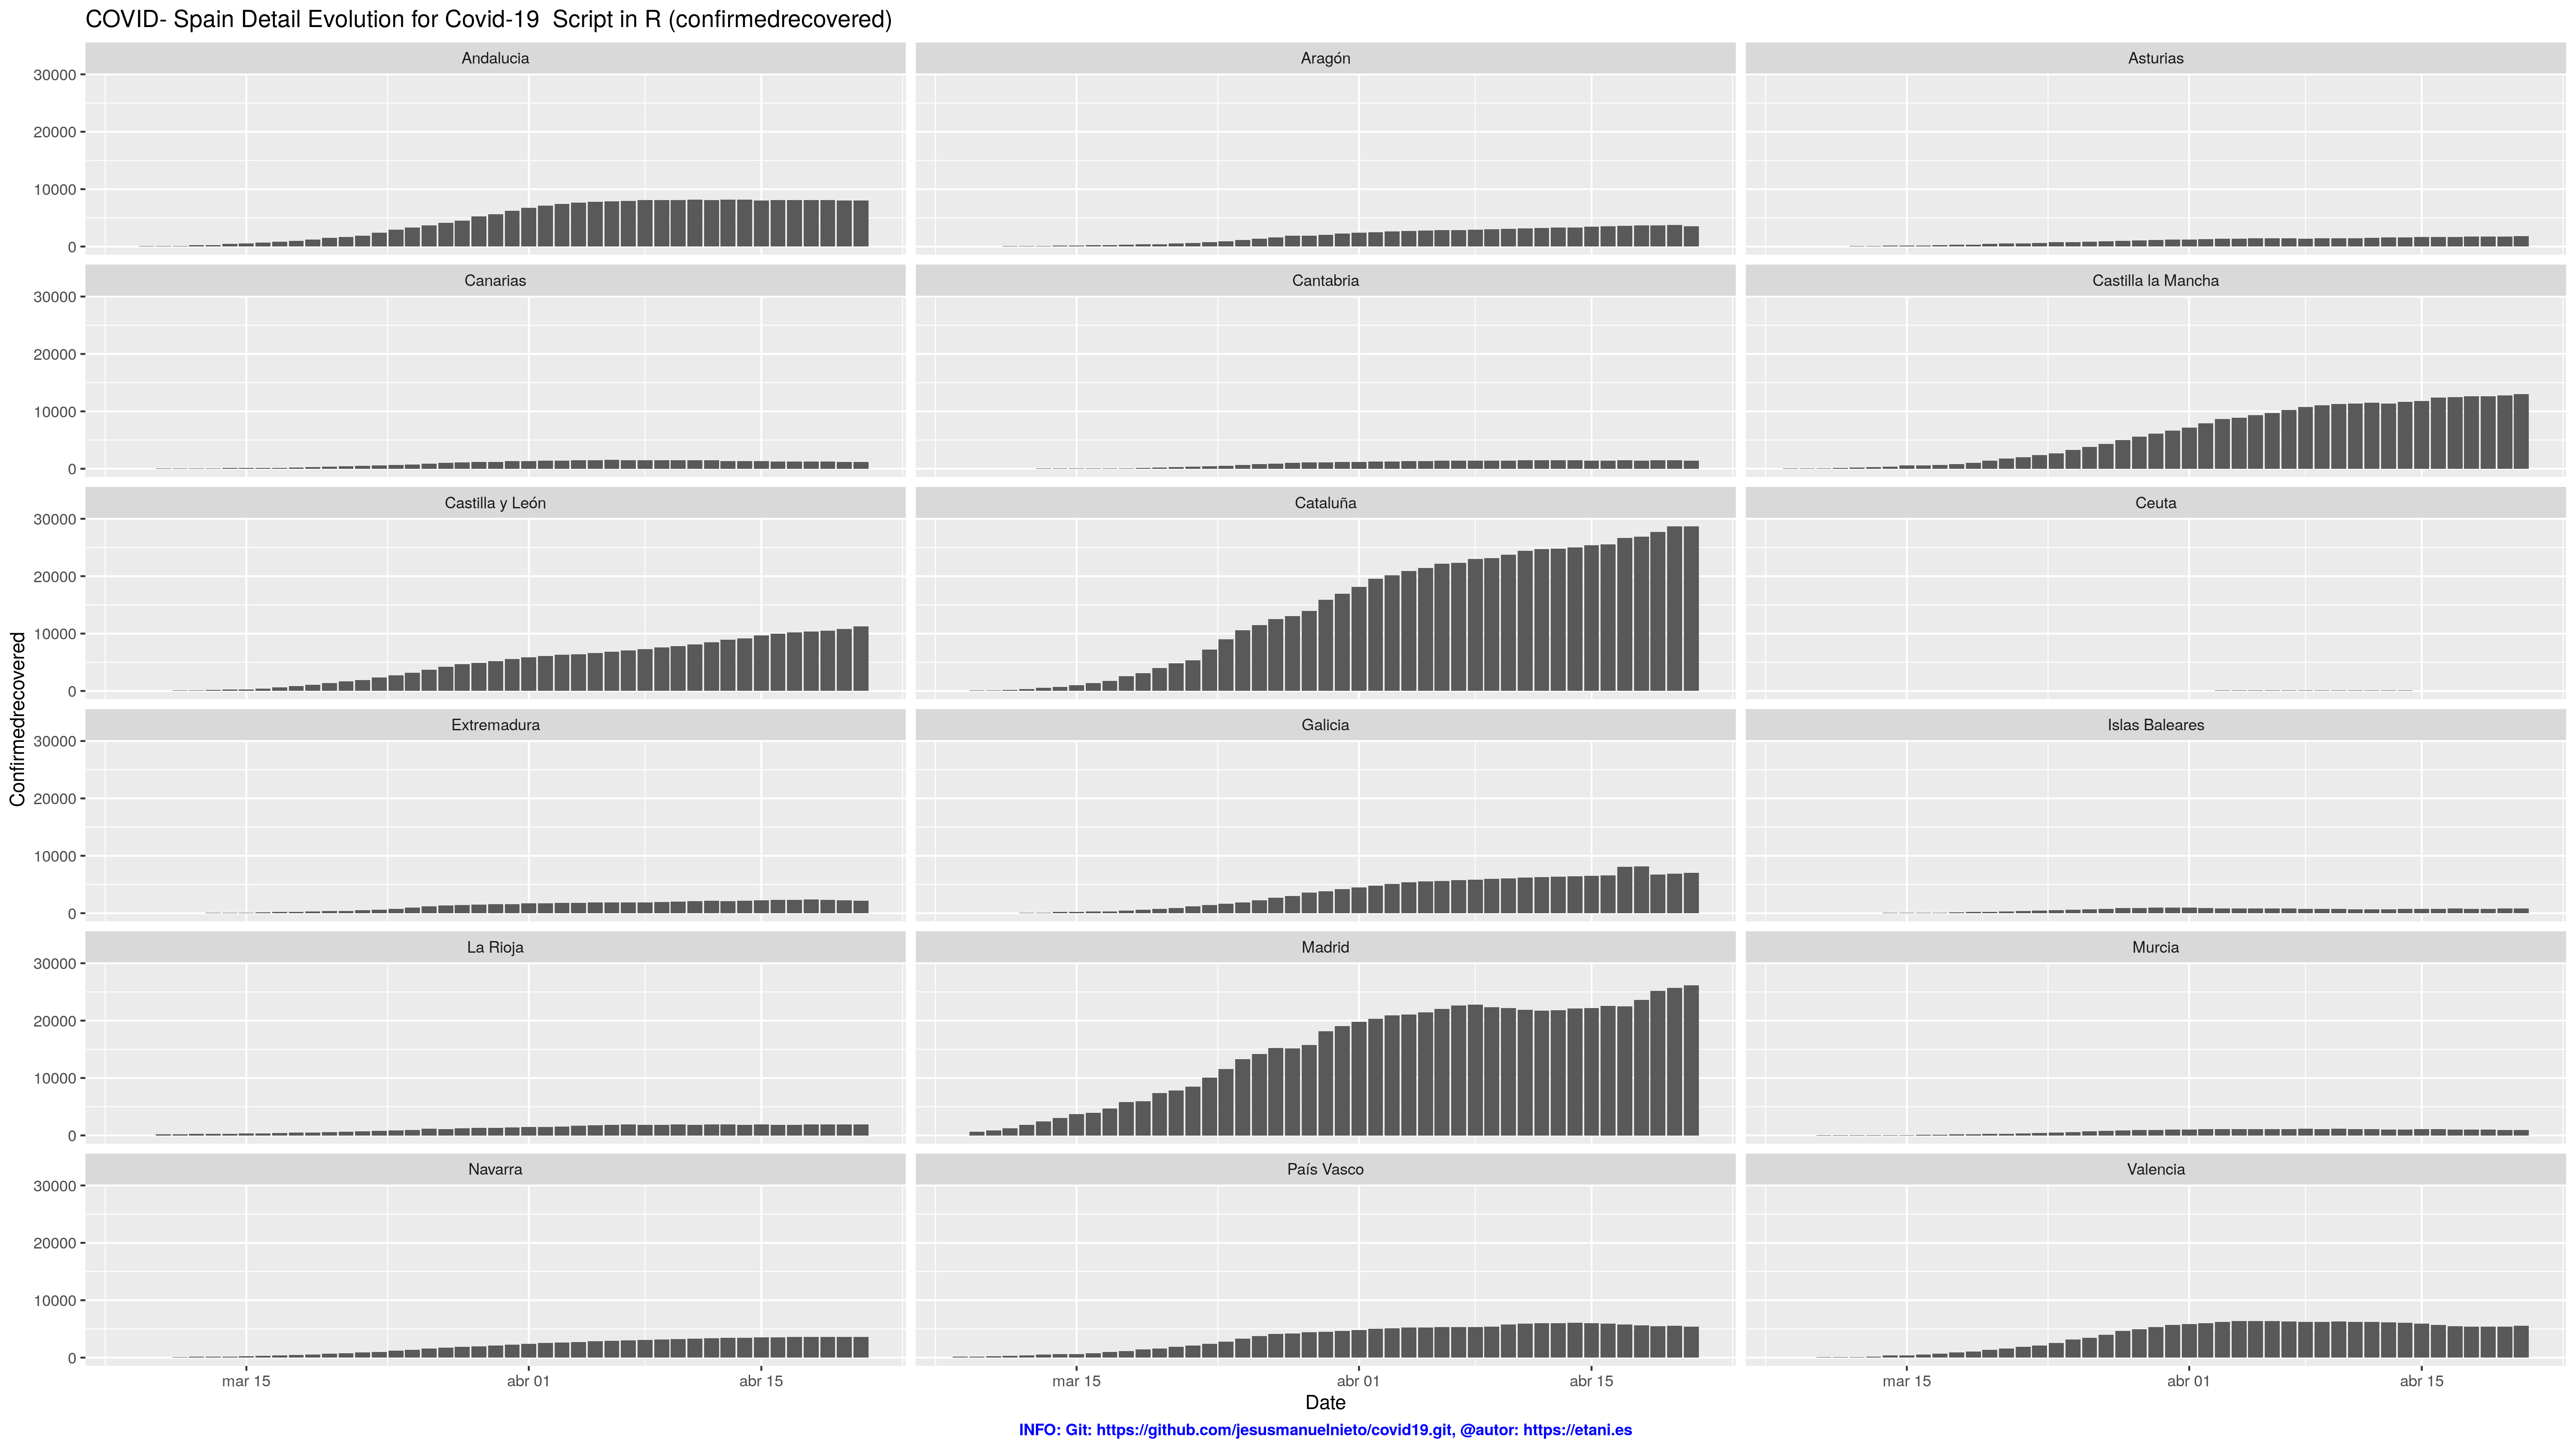 COVID- Spain Detail Evolution for Covid-19  Script in R (confirmedrecovered)
Andalucia
Aragón
Asturias
30000
20000
10000
0
Canarias
Cantabria
Castilla la Mancha
30000
20000
10000
0
Castilla y León
Cataluña
Ceuta
30000
20000
10000
0
Extremadura
Galicia
Islas Baleares
30000
20000
10000
0
La Rioja
Madrid
Murcia
30000
20000
10000
0
Navarra
País Vasco
Valencia
30000
20000
10000
0
Confirmedrecovered
mar 15
abr 01
abr 15
mar 15
abr 01
abr 15
mar 15
abr 01
abr 15
Date
INFO: Git: https://github.com/jesusmanuelnieto/covid19.git, @autor: https://etani.es